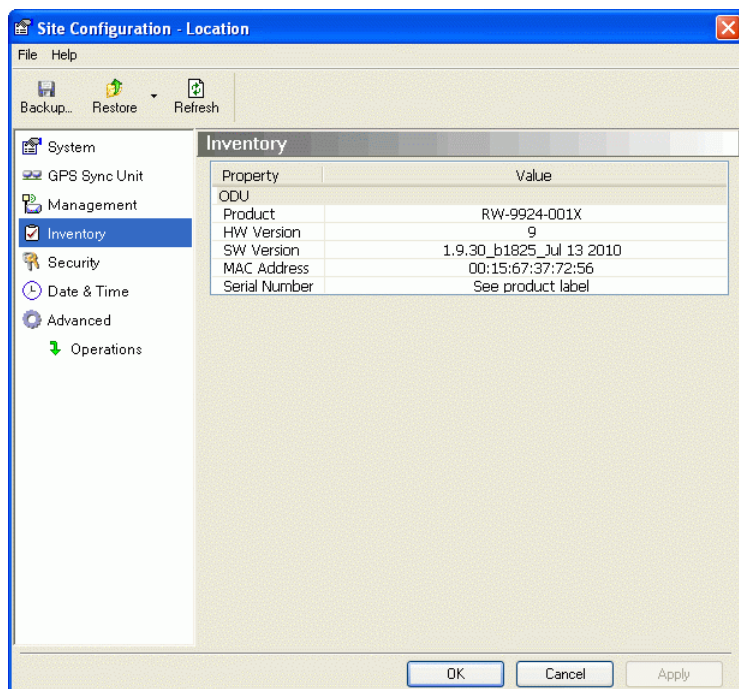 Site Configuration - Location
File Help
Backup... Restore Refresh
System
GPS Sync Unit
Management
Inventory
Security
Date & Time
Advanced
Operations
Inventory
Property Value
ODU
Product RW-9924-001X
HW Version 9
SW Version 1.9.30_b1825_Jul 13 2010
MAC Address 00:15:67:37:72:56
Serial Number See product label
OK Cancel Apply